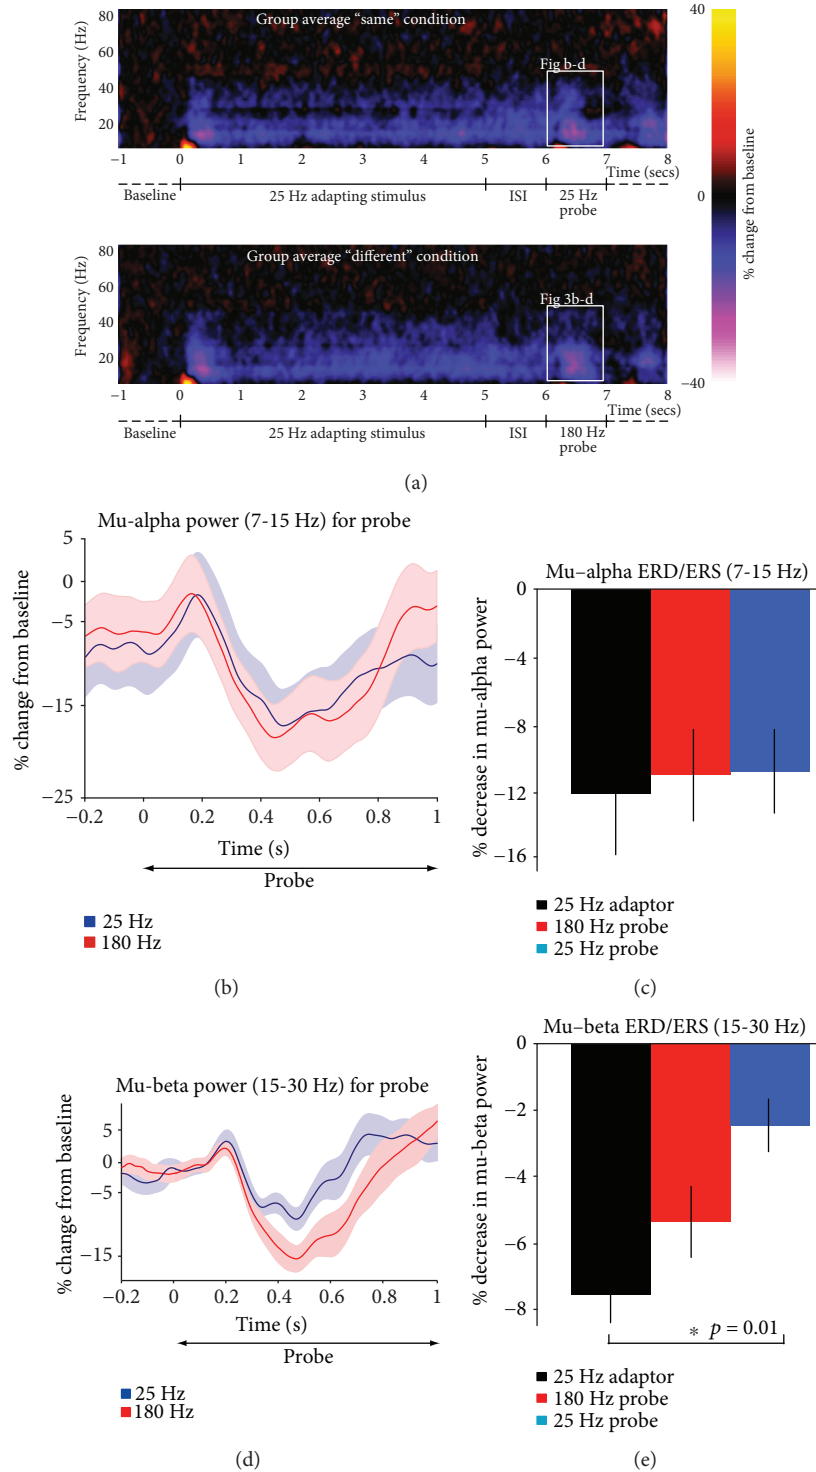 Group average “same” condition
Frequency (Hz)
80
60
40
20
Fig b-d
−1 0 1 2 3 4 5 6 7 8
Time (secs)
Baseline 25 Hz adapting stimulus ISI 25 Hz probe
Group average “different” condition
Frequency (Hz)
80
60
40
20
Fig 3b-d
−1 0 1 2 3 4 5 6 7 8
Time (secs)
Baseline 25 Hz adapting stimulus ISI 180 Hz probe
40
0
−40
% change from baseline
(a)
Mu-alpha power (7-15 Hz) for probe
% change from baseline
5
0
−5
−15
−25
−0.2 0 0.2 0.4 0.6 0.8 1
Time (s)
Probe
25 Hz
180 Hz
(b)
Mu–alpha ERD/ERS (7-15 Hz)
% decrease in mu-alpha power
0
−4
−8
−12
−16
25 Hz adaptor
180 Hz probe
25 Hz probe
(c)
Mu-beta power (15-30 Hz) for probe
% change from baseline
5
0
−5
−15
−0.2 0 0.2 0.4 0.6 0.8 1
Time (s)
Probe
25 Hz
180 Hz
(d)
Mu–beta ERD/ERS (15-30 Hz)
% decrease in mu-beta power
0
−2
−4
−6
−8
* p = 0.01
25 Hz adaptor
180 Hz probe
25 Hz probe
(e)